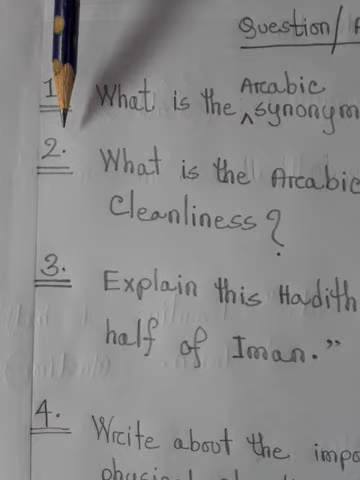 Question/
1. What is the Arabic synonym
2. What is the Arabic
Cleanliness?
3. Explain this Hadith
half of Iman."
4. Write about the impo
physical